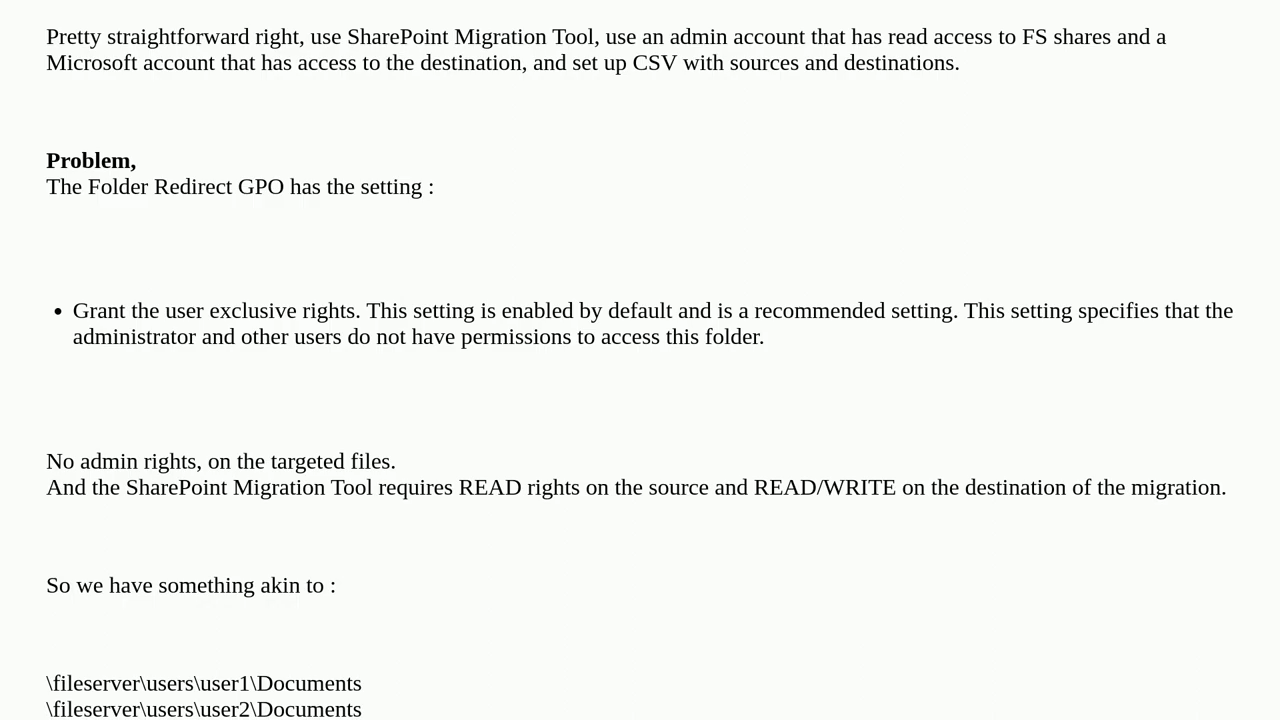 Pretty straightforward right, use SharePoint Migration Tool, use an admin account that has read access to FS shares and a
Microsoft account that has access to the destination, and set up CSV with sources and destinations.
Problem,
The Folder Redirect GPO has the setting :
• Grant the user exclusive rights. This setting is enabled by default and is a recommended setting. This setting specifies that the
administrator and other users do not have permissions to access this folder.
No admin rights, on the targeted files.
And the SharePoint Migration Tool requires READ rights on the source and READ/WRITE on the destination of the migration.
So we have something akin to :
\fileserver\users\user1\Documents
\fileserver\users\user2\Documents